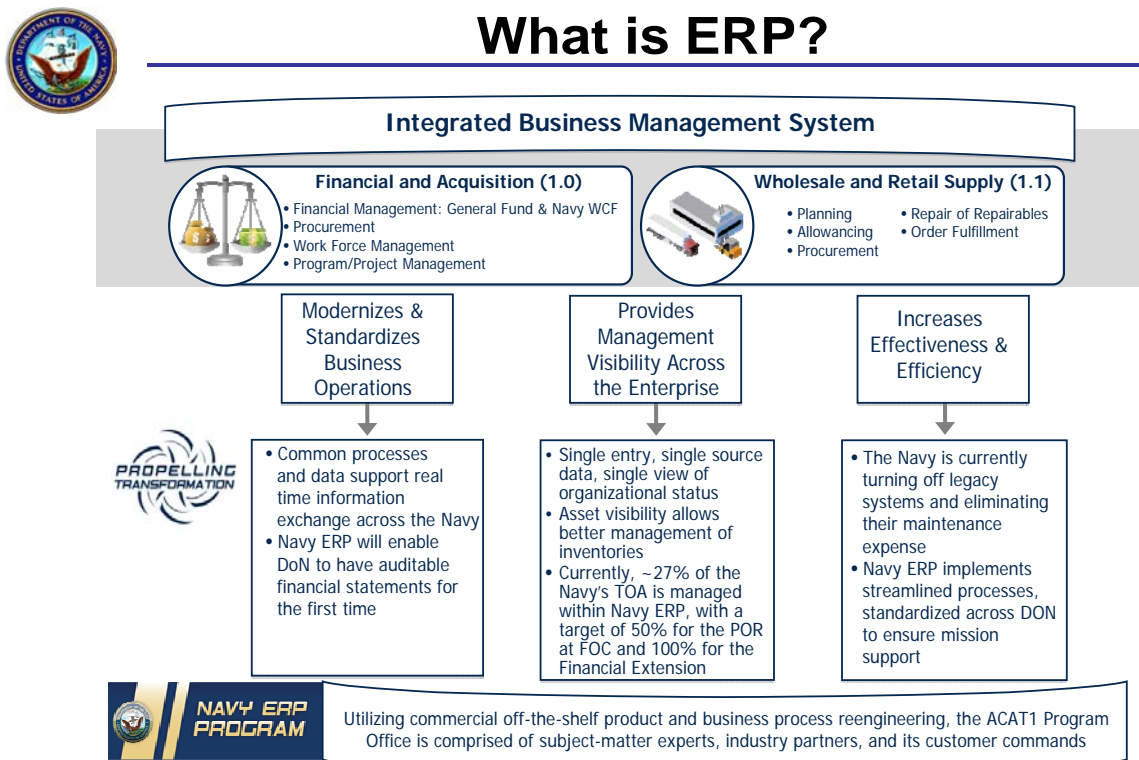 What is ERP?
DEPARTMENT OF THE NAVY
UNITED STATES OF AMERICA
Integrated Business Management System
Financial and Acquisition (1.0)
• Financial Management: General Fund & Navy WCF
• Procurement
• Work Force Management
• Program/Project Management
Wholesale and Retail Supply (1.1)
• Planning
• Allowancing
• Procurement
• Repair of Repairables
• Order Fulfillment
Modernizes &
Standardizes
Business
Operations
Provides
Management
Visibility Across
the Enterprise
Increases
Effectiveness &
Efficiency
PROPELLING
TRANSFORMATION
• Common processes
and data support real
time information
exchange across the Navy
• Navy ERP will enable
DoN to have auditable
financial statements for
the first time
• Single entry, single source
data, single view of
organizational status
• Asset visibility allows
better management of
inventories
• Currently, ~27% of the
Navy's TOA is managed
within Navy ERP, with a
target of 50% for the POR
at FOC and 100% for the
Financial Extension
• The Navy is currently
turning off legacy
systems and eliminating
their maintenance
expense
• Navy ERP implements
streamlined processes,
standardized across DON
to ensure mission
support
NAVY ERP
PROGRAM
Utilizing commercial off-the-shelf product and business process reengineering, the ACAT1 Program
Office is comprised of subject-matter experts, industry partners, and its customer commands